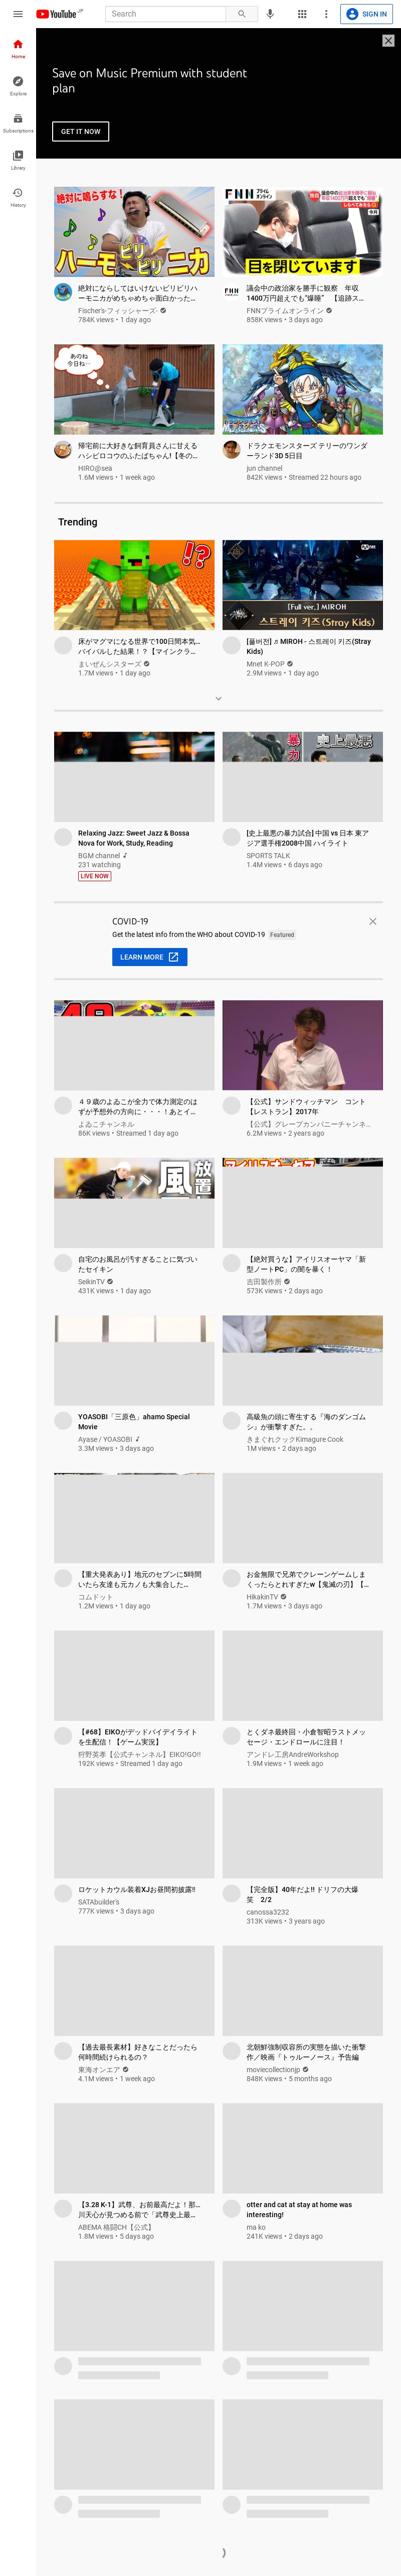 YouTube JP
Search
SIGN IN
Home
Explore
Subscriptions
Library
History
Save on Music Premium with student
plan
GET IT NOW
絶対に鳴らすな!
ハーモニカ
ビリビリ
絶対にならしてはいけないビリビリハ
ーモニカがめちゃめちゃ面白かった...
Fischer's-フィッシャーズ-
784K views • 1 day ago
FNN プライムオンライン
目を閉じています
FNN
議会中の政治家を勝手に観察 年収
1400万円超えでも"爆睡" 【追跡ス...
FNNプライムオンライン
858K views • 3 days ago
あのね
今日ね…
帰宅前に大好きな飼育員さんに甘える
ハシビロコウのふたばちゃん!【冬の...
HIRO@sea
1.6M views • 1 week ago
ドラクエモンスターズ テリーのワンダ
ーランド3D 5日目
jun channel
842K views • Streamed 22 hours ago
Trending
!?
床がマグマになる世界で100日間本気...
バイバルした結果！？【マインクラ...
まいぜんシスターズ
1.7M views • 1 day ago
Mnet
[Full ver.] MIROH
스트레이 키즈(Stray Kids)
[풀버전] ♬ MIROH - 스트레이 키즈(Stray
Kids)
Mnet K-POP
2.9M views • 1 day ago
Relaxing Jazz: Sweet Jazz & Bossa
Nova for Work, Study, Reading
BGM channel
231 watching
LIVE NOW
暴力
史上最悪
[史上最悪の暴力試合] 中国 vs 日本 東ア
ジア選手権2008中国 ハイライト
SPORTS TALK
1.4M views • 6 days ago
COVID-19
Get the latest info from the WHO about COVID-19 Featured
LEARN MORE
４９歳のよゐこが全力で体力測定のは
ずが予想外の方向に・・・！あとイ...
よゐこチャンネル
86K views • Streamed 1 day ago
【公式】サンドウィッチマン コント
【レストラン】2017年
【公式】グレープカンパニーチャンネ...
6.2M views • 2 years ago
放置
風
自宅のお風呂が汚すぎることに気づい
たセイキン
SeikinTV
431K views • 1 day ago
【絶対買うな】アイリスオーヤマ「新
型ノートPC」の闇を暴く！
吉田製作所
573K views • 2 days ago
YOASOBI「三原色」ahamo Special
Movie
Ayase / YOASOBI
3.3M views • 3 days ago
高級魚の頭に寄生する『海のダンゴム
シ』が衝撃すぎた。。
きまぐれクックKimagure Cook
1M views • 2 days ago
【重大発表あり】地元のセブンに5時間
いたら友達も元カノも大集合した...
コムドット
1.2M views • 1 day ago
お金無限で兄弟でクレーンゲームしま
くったらとれすぎたw【鬼滅の刃】【...
HikakinTV
1.7M views • 3 days ago
【#68】EIKOがデッドバイデイライト
を生配信！【ゲーム実況】
狩野英孝【公式チャンネル】EIKO!GO!!
192K views • Streamed 1 day ago
とくダネ最終回・小倉智昭ラストメッ
セージ・エンドロールに注目！
アンドレ工房AndreWorkshop
1.9M views • 1 week ago
ロケットカウル装着XJお昼間初披露!!
SATAbuilder's
777K views • 3 days ago
【完全版】40年だよ!! ドリフの大爆
笑 2/2
canossa3232
313K views • 3 years ago
【過去最長素材】好きなことだったら
何時間続けられるの？
東海オンエア
4.1M views • 1 week ago
北朝鮮強制収容所の実態を描いた衝撃
作／映画『トゥルーノース』予告編
moviecollectionjp
848K views • 5 months ago
【3.28 K-1】武尊、お前最高だよ！那...
川天心が見つめる前で「武尊史上最...
ABEMA 格闘CH【公式】
1.8M views • 5 days ago
otter and cat at stay at home was
interesting!
ma ko
241K views • 2 days ago